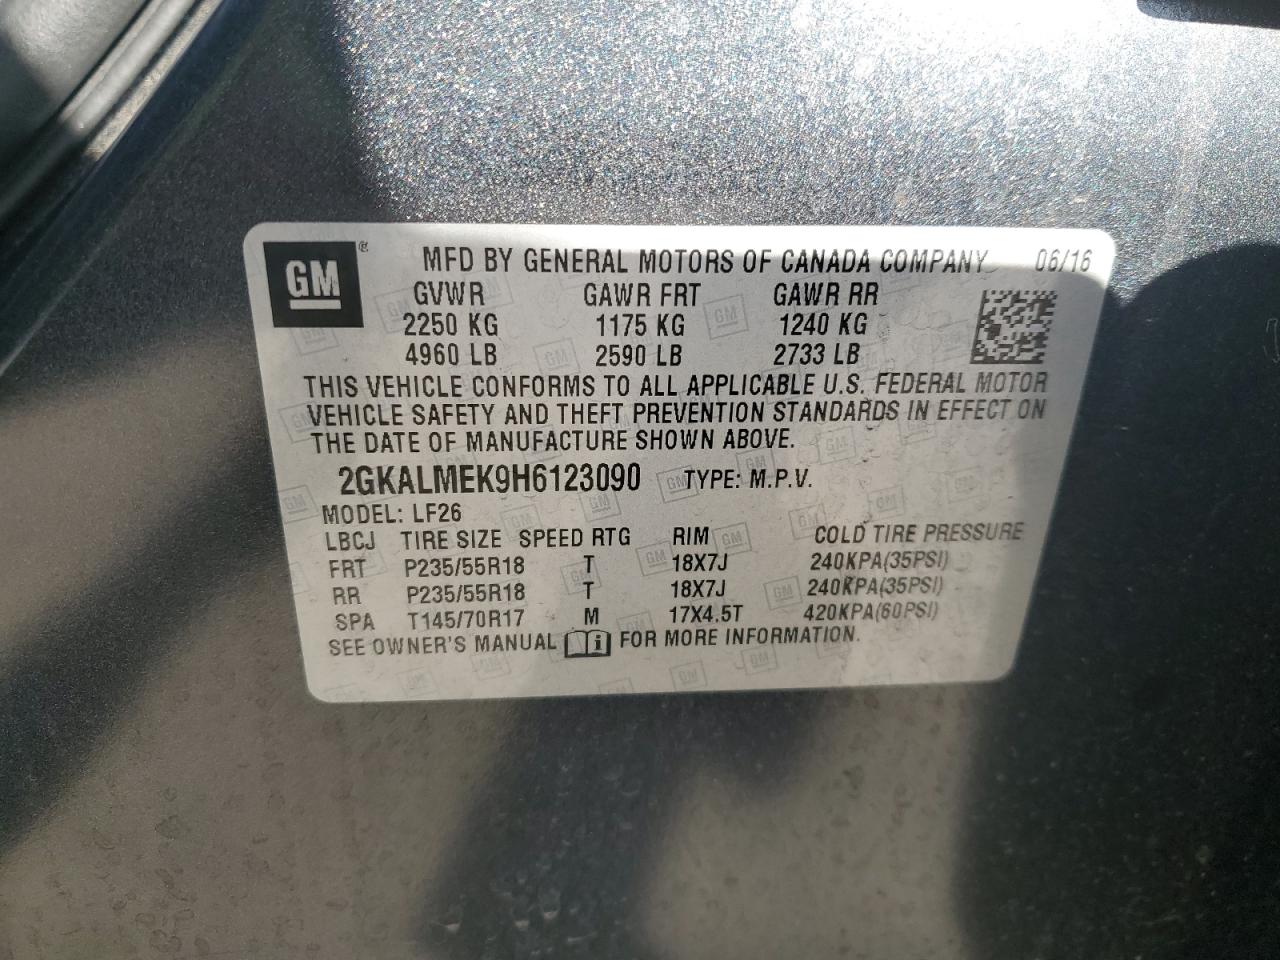 GM ® MFD BY GENERAL MOTORS OF CANADA COMPANY 06/16
GVWR GAWR FRT GAWR RR
2250 KG 1175 KG 1240 KG
4960 LB 2590 LB 2733 LB
THIS VEHICLE CONFORMS TO ALL APPLICABLE U.S. FEDERAL MOTOR
VEHICLE SAFETY AND THEFT PREVENTION STANDARDS IN EFFECT ON
THE DATE OF MANUFACTURE SHOWN ABOVE.
2GKALMEK9H6123090 TYPE: M.P.V.
MODEL: LF26
LBCJ TIRE SIZE SPEED RTG RIM COLD TIRE PRESSURE
FRT P235/55R18 T 18X7J 240KPA(35PSI)
RR P235/55R18 T 18X7J 240KPA(35PSI)
SPA T145/70R17 M 17X4.5T 420KPA(60PSI)
SEE OWNER'S MANUAL FOR MORE INFORMATION.